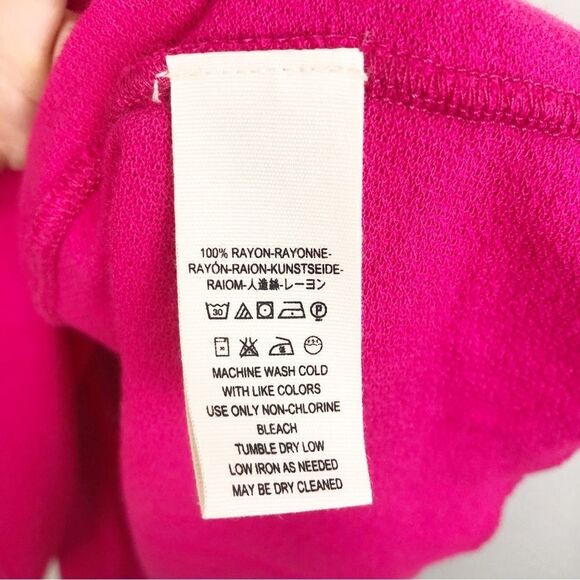 100% RAYON-RAYONNE-
RAYÓN-RAION-KUNSTSEIDE-
RAIOM-人造絲-レーヨン
30 P
MACHINE WASH COLD
WITH LIKE COLORS
USE ONLY NON-CHLORINE
BLEACH
TUMBLE DRY LOW
LOW IRON AS NEEDED
MAY BE DRY CLEANED